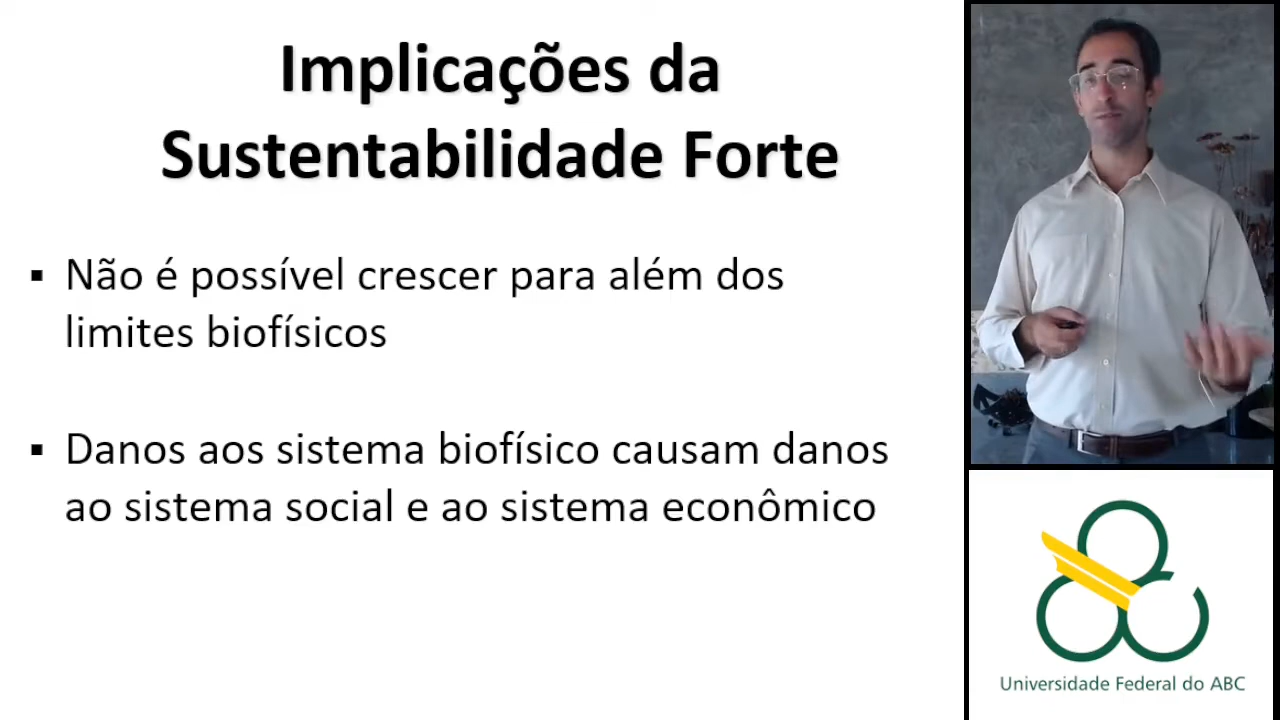 Implicações da
Sustentabilidade Forte
▪ Não é possível crescer para além dos
limites biofísicos
▪ Danos aos sistema biofísico causam danos
ao sistema social e ao sistema econômico
Universidade Federal do ABC